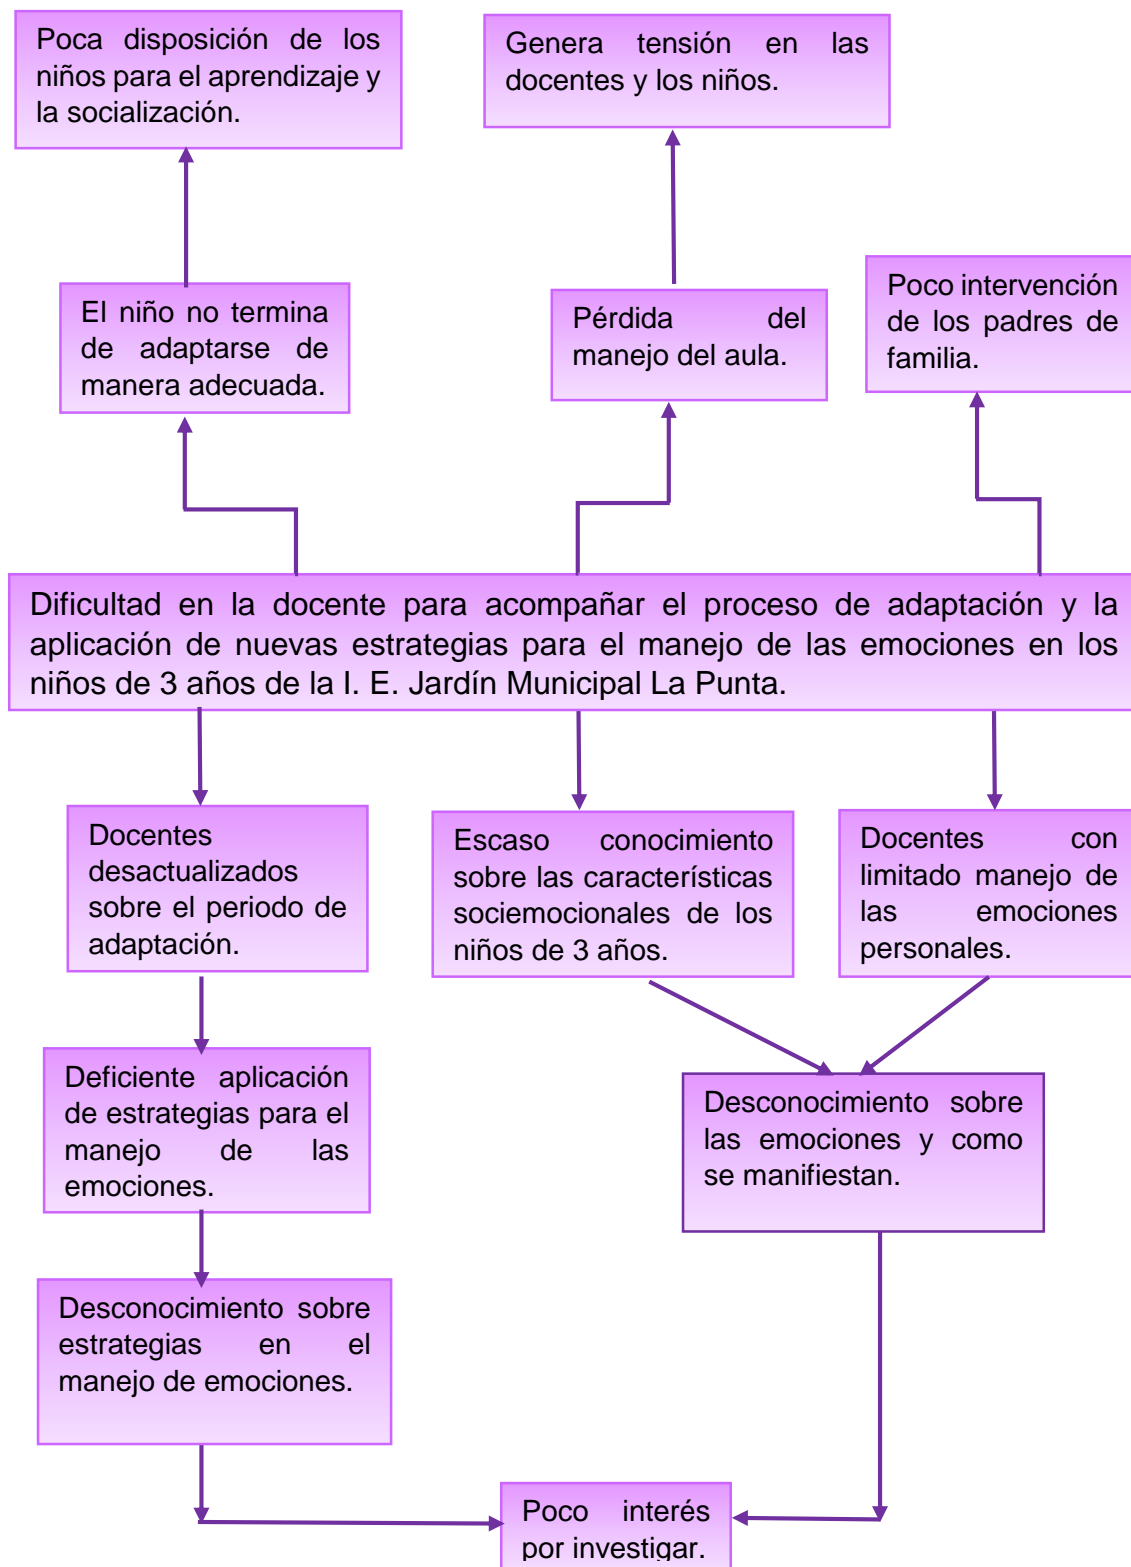 Poca disposición de los
niños para el aprendizaje y
la socialización.
Genera tensión en las
docentes y los niños.
El niño no termina
de adaptarse de
manera adecuada.
Pérdida del
manejo del aula.
Poco intervención
de los padres de
familia.
Dificultad en la docente para acompañar el proceso de adaptación y la
aplicación de nuevas estrategias para el manejo de las emociones en los
niños de 3 años de la I. E. Jardín Municipal La Punta.
Docentes
desactualizados
sobre el periodo de
adaptación.
Escaso conocimiento
sobre las características
sociemocionales de los
niños de 3 años.
Docentes con
limitado manejo de
las emociones
personales.
Deficiente aplicación
de estrategias para el
manejo de las
emociones.
Desconocimiento sobre
las emociones y como
se manifiestan.
Desconocimiento sobre
estrategias en el
manejo de emociones.
Poco interés
por investigar.